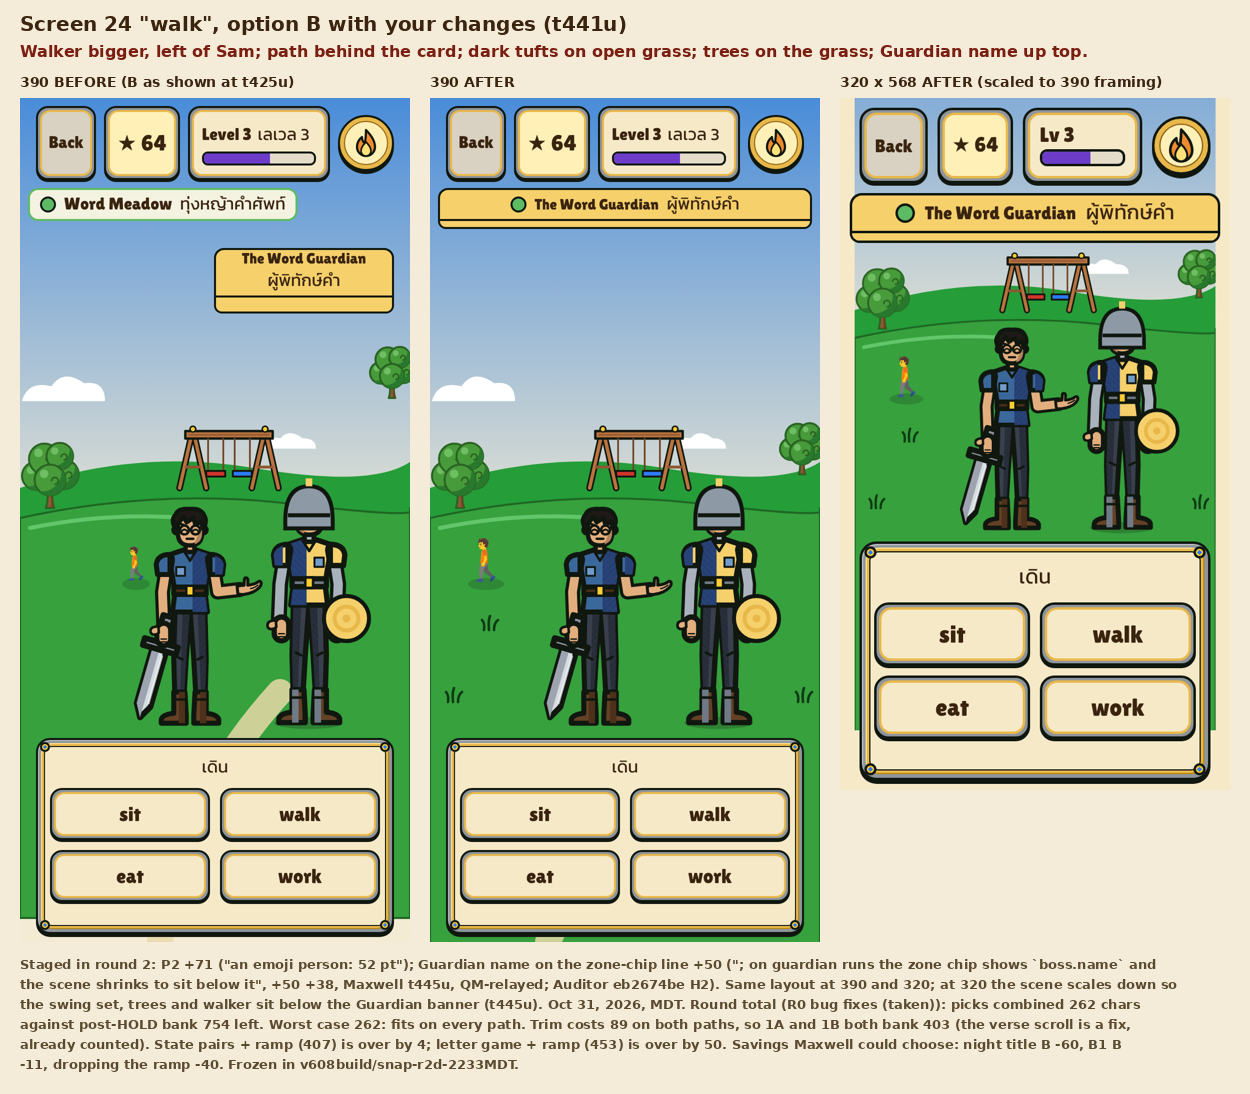 Screen 24 "walk", option B with your changes (t441u)
Walker bigger, left of Sam; path behind the card; dark tufts on open grass; trees on the grass; Guardian name up top.
390 BEFORE (B as shown at t425u)
Back
★ 64
Level 3 เลเวล 3
Word Meadow ทุ่งหญ้าคำศัพท์
The Word Guardian
ผู้พิทักษ์คำ
เดิน
sit
walk
eat
work
390 AFTER
Back
★ 64
Level 3 เลเวล 3
The Word Guardian ผู้พิทักษ์คำ
เดิน
sit
walk
eat
work
320 x 568 AFTER (scaled to 390 framing)
Back
★ 64
Lv 3
The Word Guardian ผู้พิทักษ์คำ
เดิน
sit
walk
eat
work
Staged in round 2: P2 +71 ("an emoji person: 52 pt"); Guardian name on the zone-chip line +50 ("; on guardian runs the zone chip shows `boss.name` and
the scene shrinks to sit below it", +50 +38, Maxwell t445u, QM-relayed; Auditor eb2674be H2). Same layout at 390 and 320; at 320 the scene scales down so
the swing set, trees and walker sit below the Guardian banner (t445u). Oct 31, 2026, MDT. Round total (R0 bug fixes (taken)): picks combined 262 chars
against post-HOLD bank 754 left. Worst case 262: fits on every path. Trim costs 89 on both paths, so 1A and 1B both bank 403 (the verse scroll is a fix,
already counted). State pairs + ramp (407) is over by 4; letter game + ramp (453) is over by 50. Savings Maxwell could choose: night title B -60, B1 B
-11, dropping the ramp -40. Frozen in v608build/snap-r2d-2233MDT.